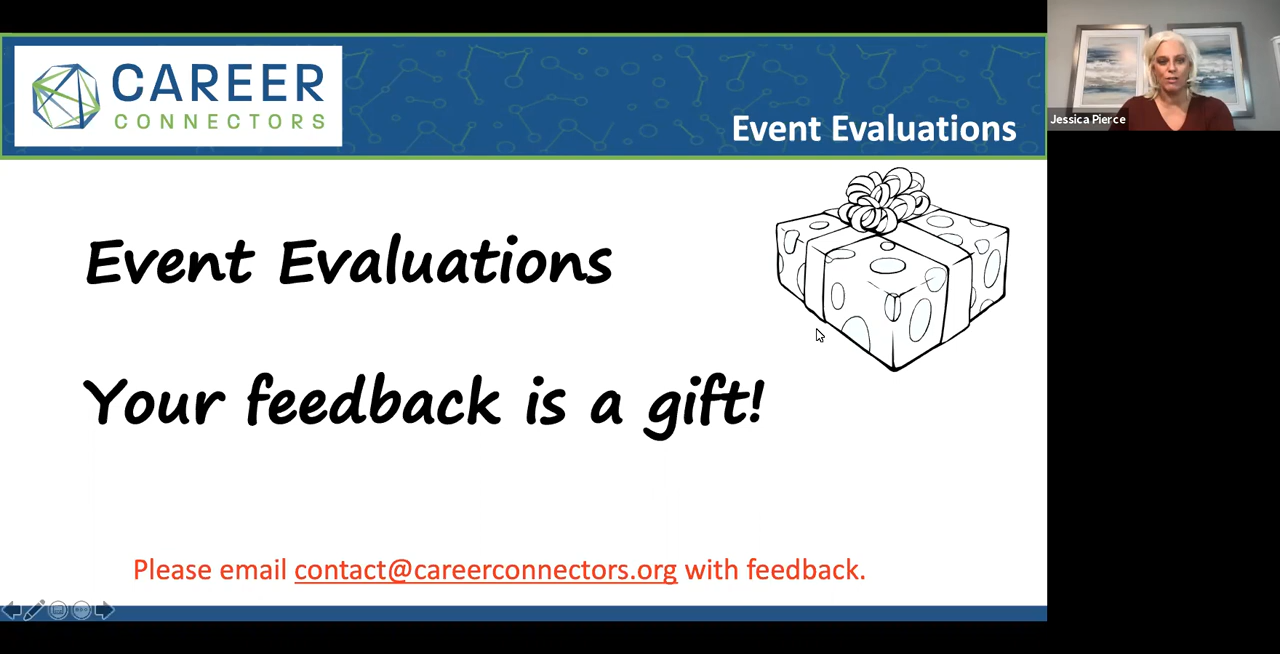 CAREER
CONNECTORS
Event Evaluations
Jessica Pierce
Event Evaluations
Your feedback is a gift!
Please email contact@careerconnectors.org with feedback.